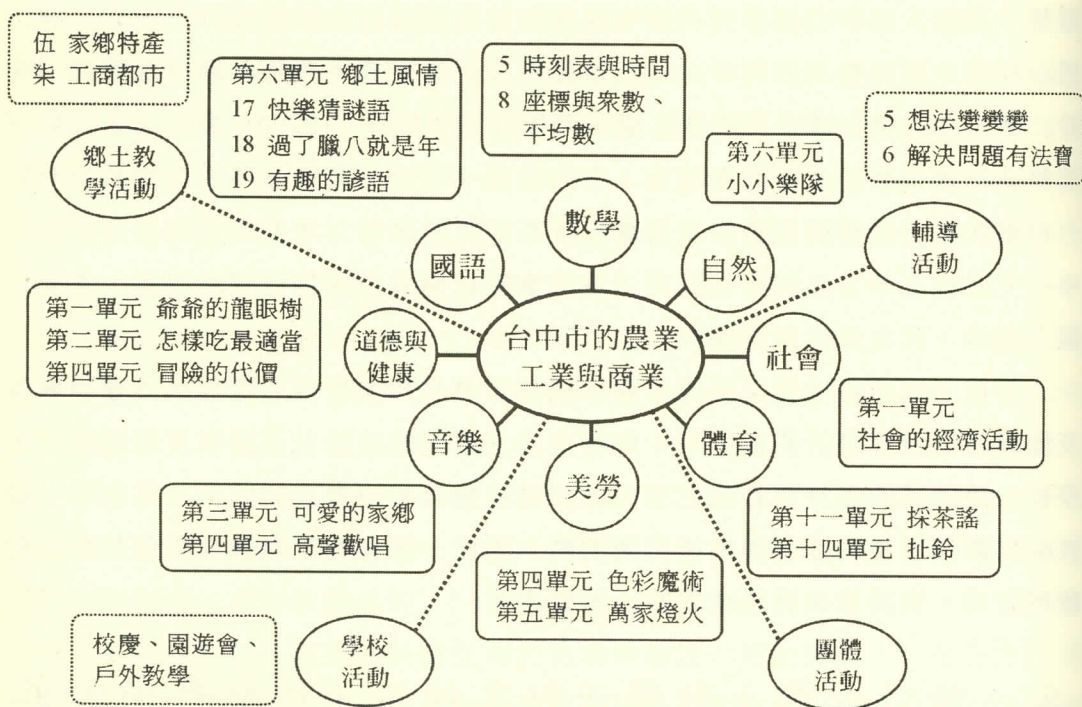 伍 家鄉特產
柒 工商都市
鄉土教
學活動
第六單元 鄉土風情
17 快樂猜謎語
18 過了臘八就是年
19 有趣的諺語
國語
5 時刻表與時間
8 座標與眾數、
平均數
數學
第六單元
小小樂隊
自然
5 想法變變變
6 解決問題有法寶
輔導
活動
第一單元 爺爺的龍眼樹
第二單元 怎樣吃最適當
第四單元 冒險的代價
道德與
健康
台中市的農業
工業與商業
社會
第一單元
社會的經濟活動
音樂
第三單元 可愛的家鄉
第四單元 高聲歡唱
美勞
第四單元 色彩魔術
第五單元 萬家燈火
體育
第十一單元 採茶謠
第十四單元 扯鈴
校慶、園遊會、
戶外教學
學校
活動
團體
活動